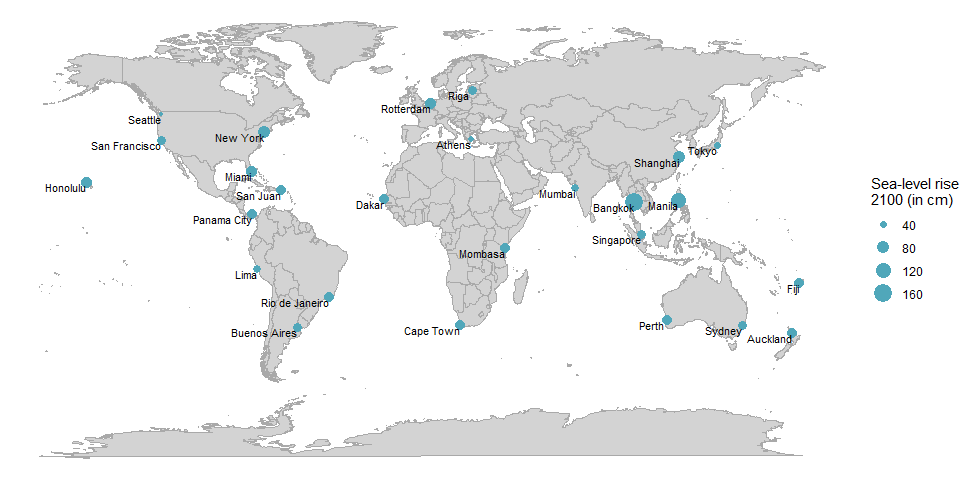 Riga
Rotterdam
Seattle
New York
Athens
San Francisco
Tokyo
Shanghai
Miami
Honolulu
San Juan
Mumbai
Dakar
Bangkok
Manila
Panama City
Singapore
Mombasa
Lima
Fiji
Rio de Janeiro
Perth
Sydney
Buenos Aires
Cape Town
Auckland
Sea-level rise
2100 (in cm)
40
80
120
160